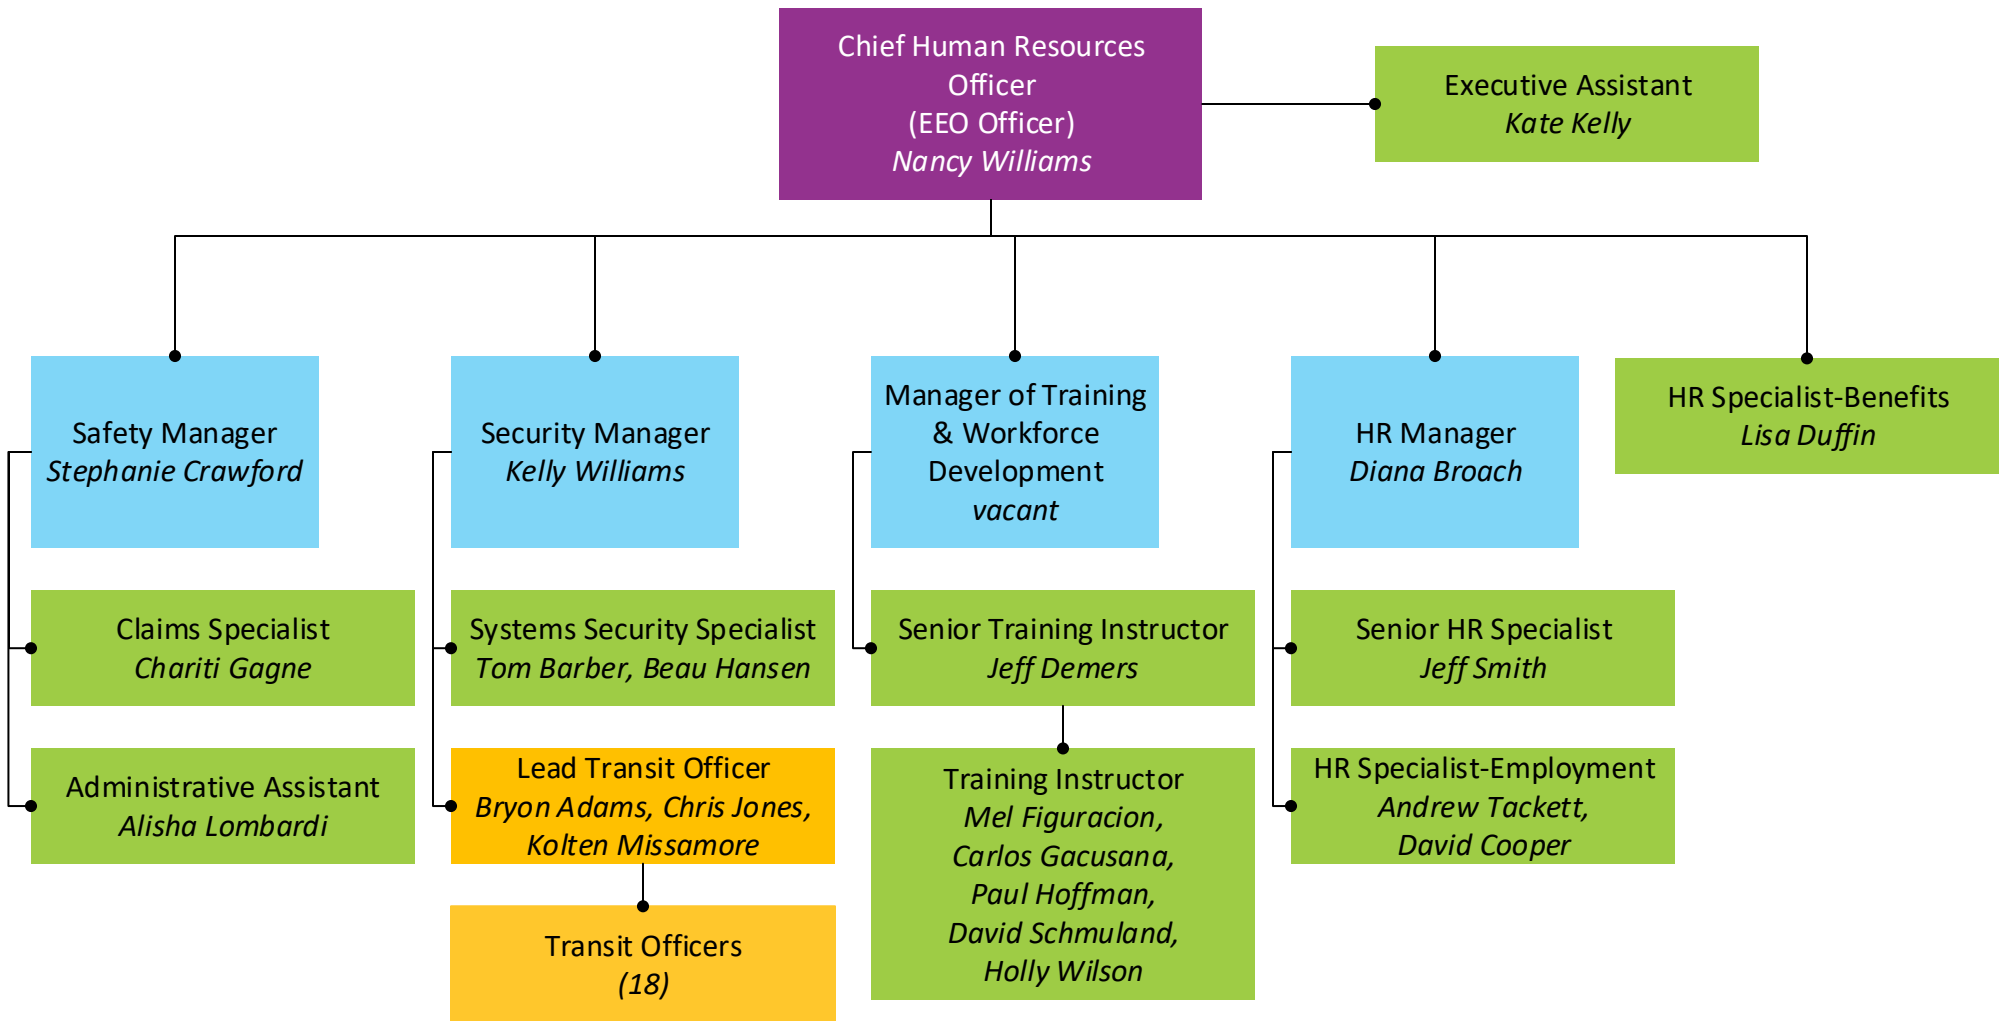 Chief Human Resources
Officer
(EEO Officer)
Nancy Williams
Executive Assistant
Kate Kelly
Safety Manager
Stephanie Crawford
Claims Specialist
Chariti Gagne
Administrative Assistant
Alisha Lombardi
Security Manager
Kelly Williams
Systems Security Specialist
Tom Barber, Beau Hansen
Lead Transit Officer
Bryon Adams, Chris Jones,
Kolten Missamore
Transit Officers
(18)
Manager of Training
& Workforce
Development
vacant
Senior Training Instructor
Jeff Demers
Training Instructor
Mel Figuracion,
Carlos Gacusana,
Paul Hoffman,
David Schmuland,
Holly Wilson
HR Manager
Diana Broach
Senior HR Specialist
Jeff Smith
HR Specialist-Employment
Andrew Tackett,
David Cooper
HR Specialist-Benefits
Lisa Duffin